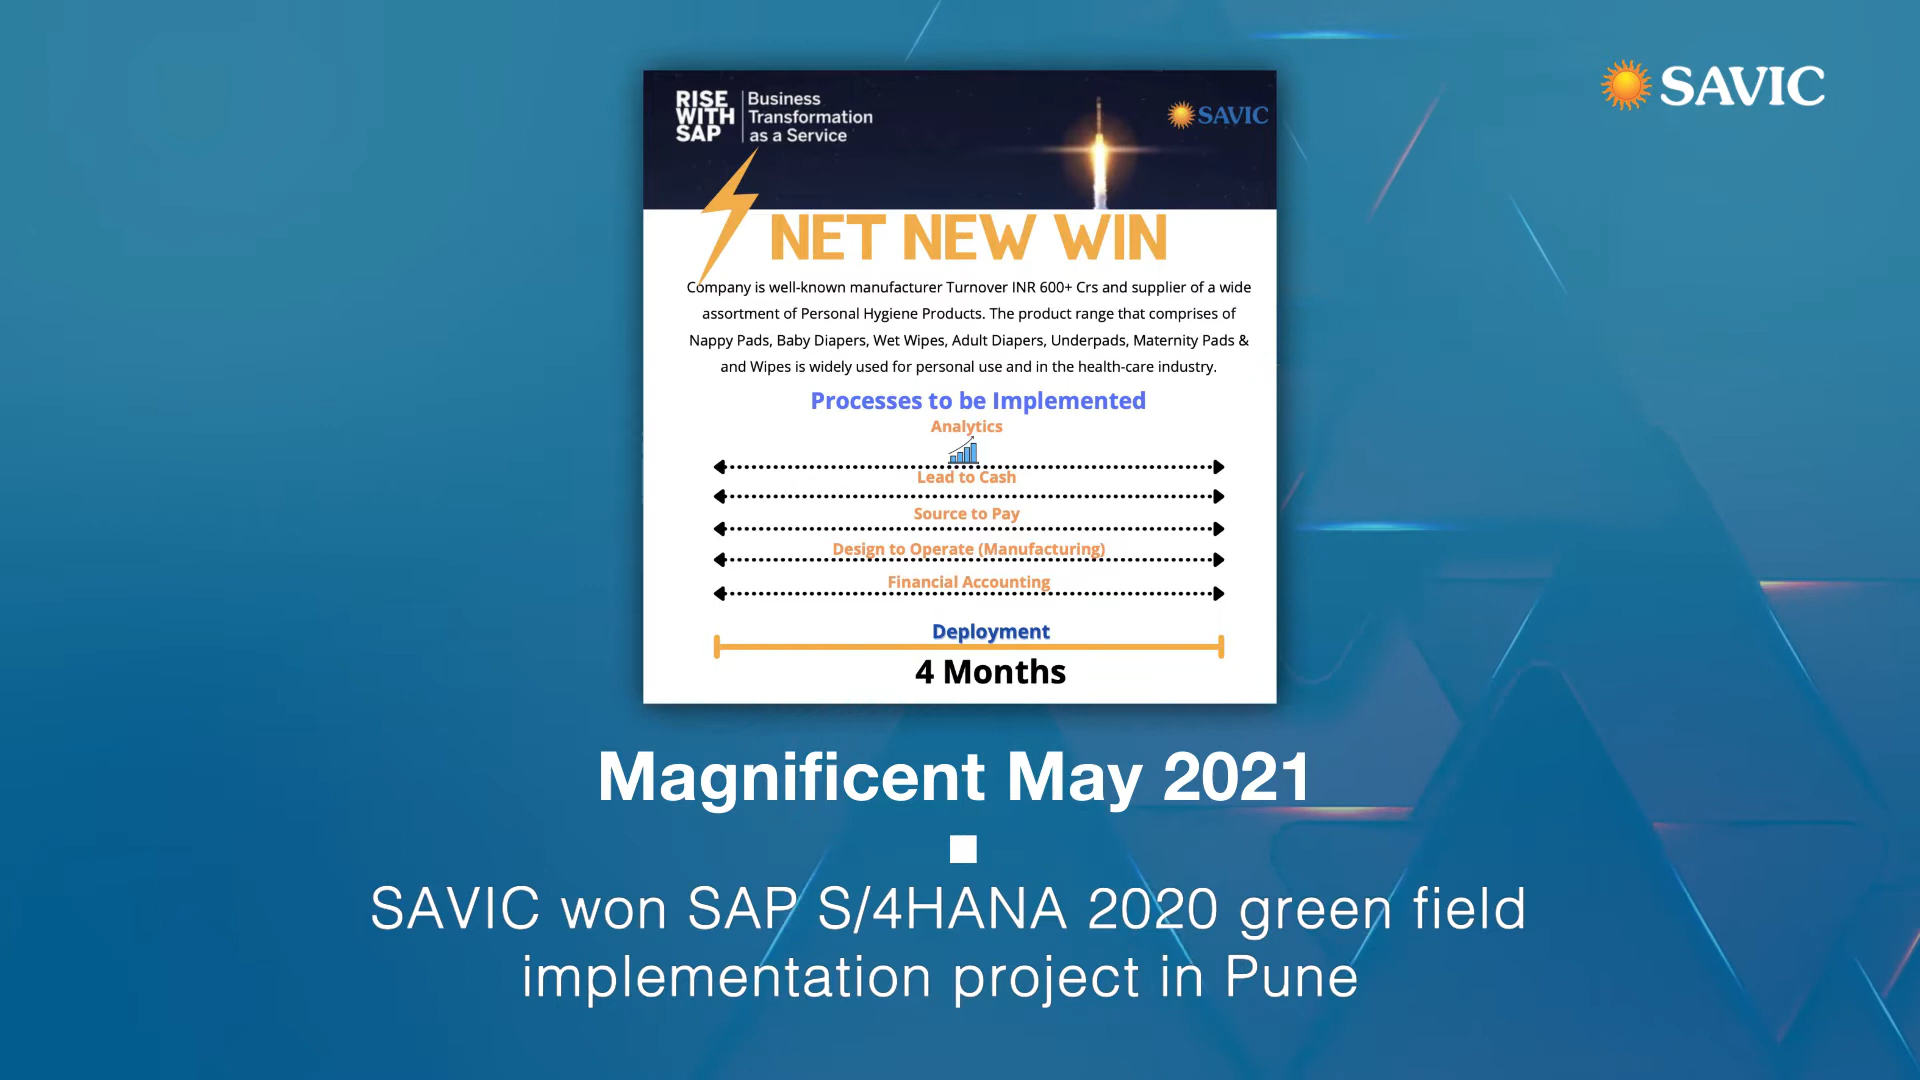 SAVIC
RISE
WITH
SAP
Business
Transformation
as a Service
SAVIC
NET NEW WIN
Company is well-known manufacturer Turnover INR 600+ Crs and supplier of a wide
assortment of Personal Hygiene Products. The product range that comprises of
Nappy Pads, Baby Diapers, Wet Wipes, Adult Diapers, Underpads, Maternity Pads &
and Wipes is widely used for personal use and in the health-care industry.
Processes to be Implemented
Analytics
Lead to Cash
Source to Pay
Design to Operate (Manufacturing)
Financial Accounting
Deployment
4 Months
Magnificent May 2021
SAVIC won SAP S/4HANA 2020 green field
implementation project in Pune